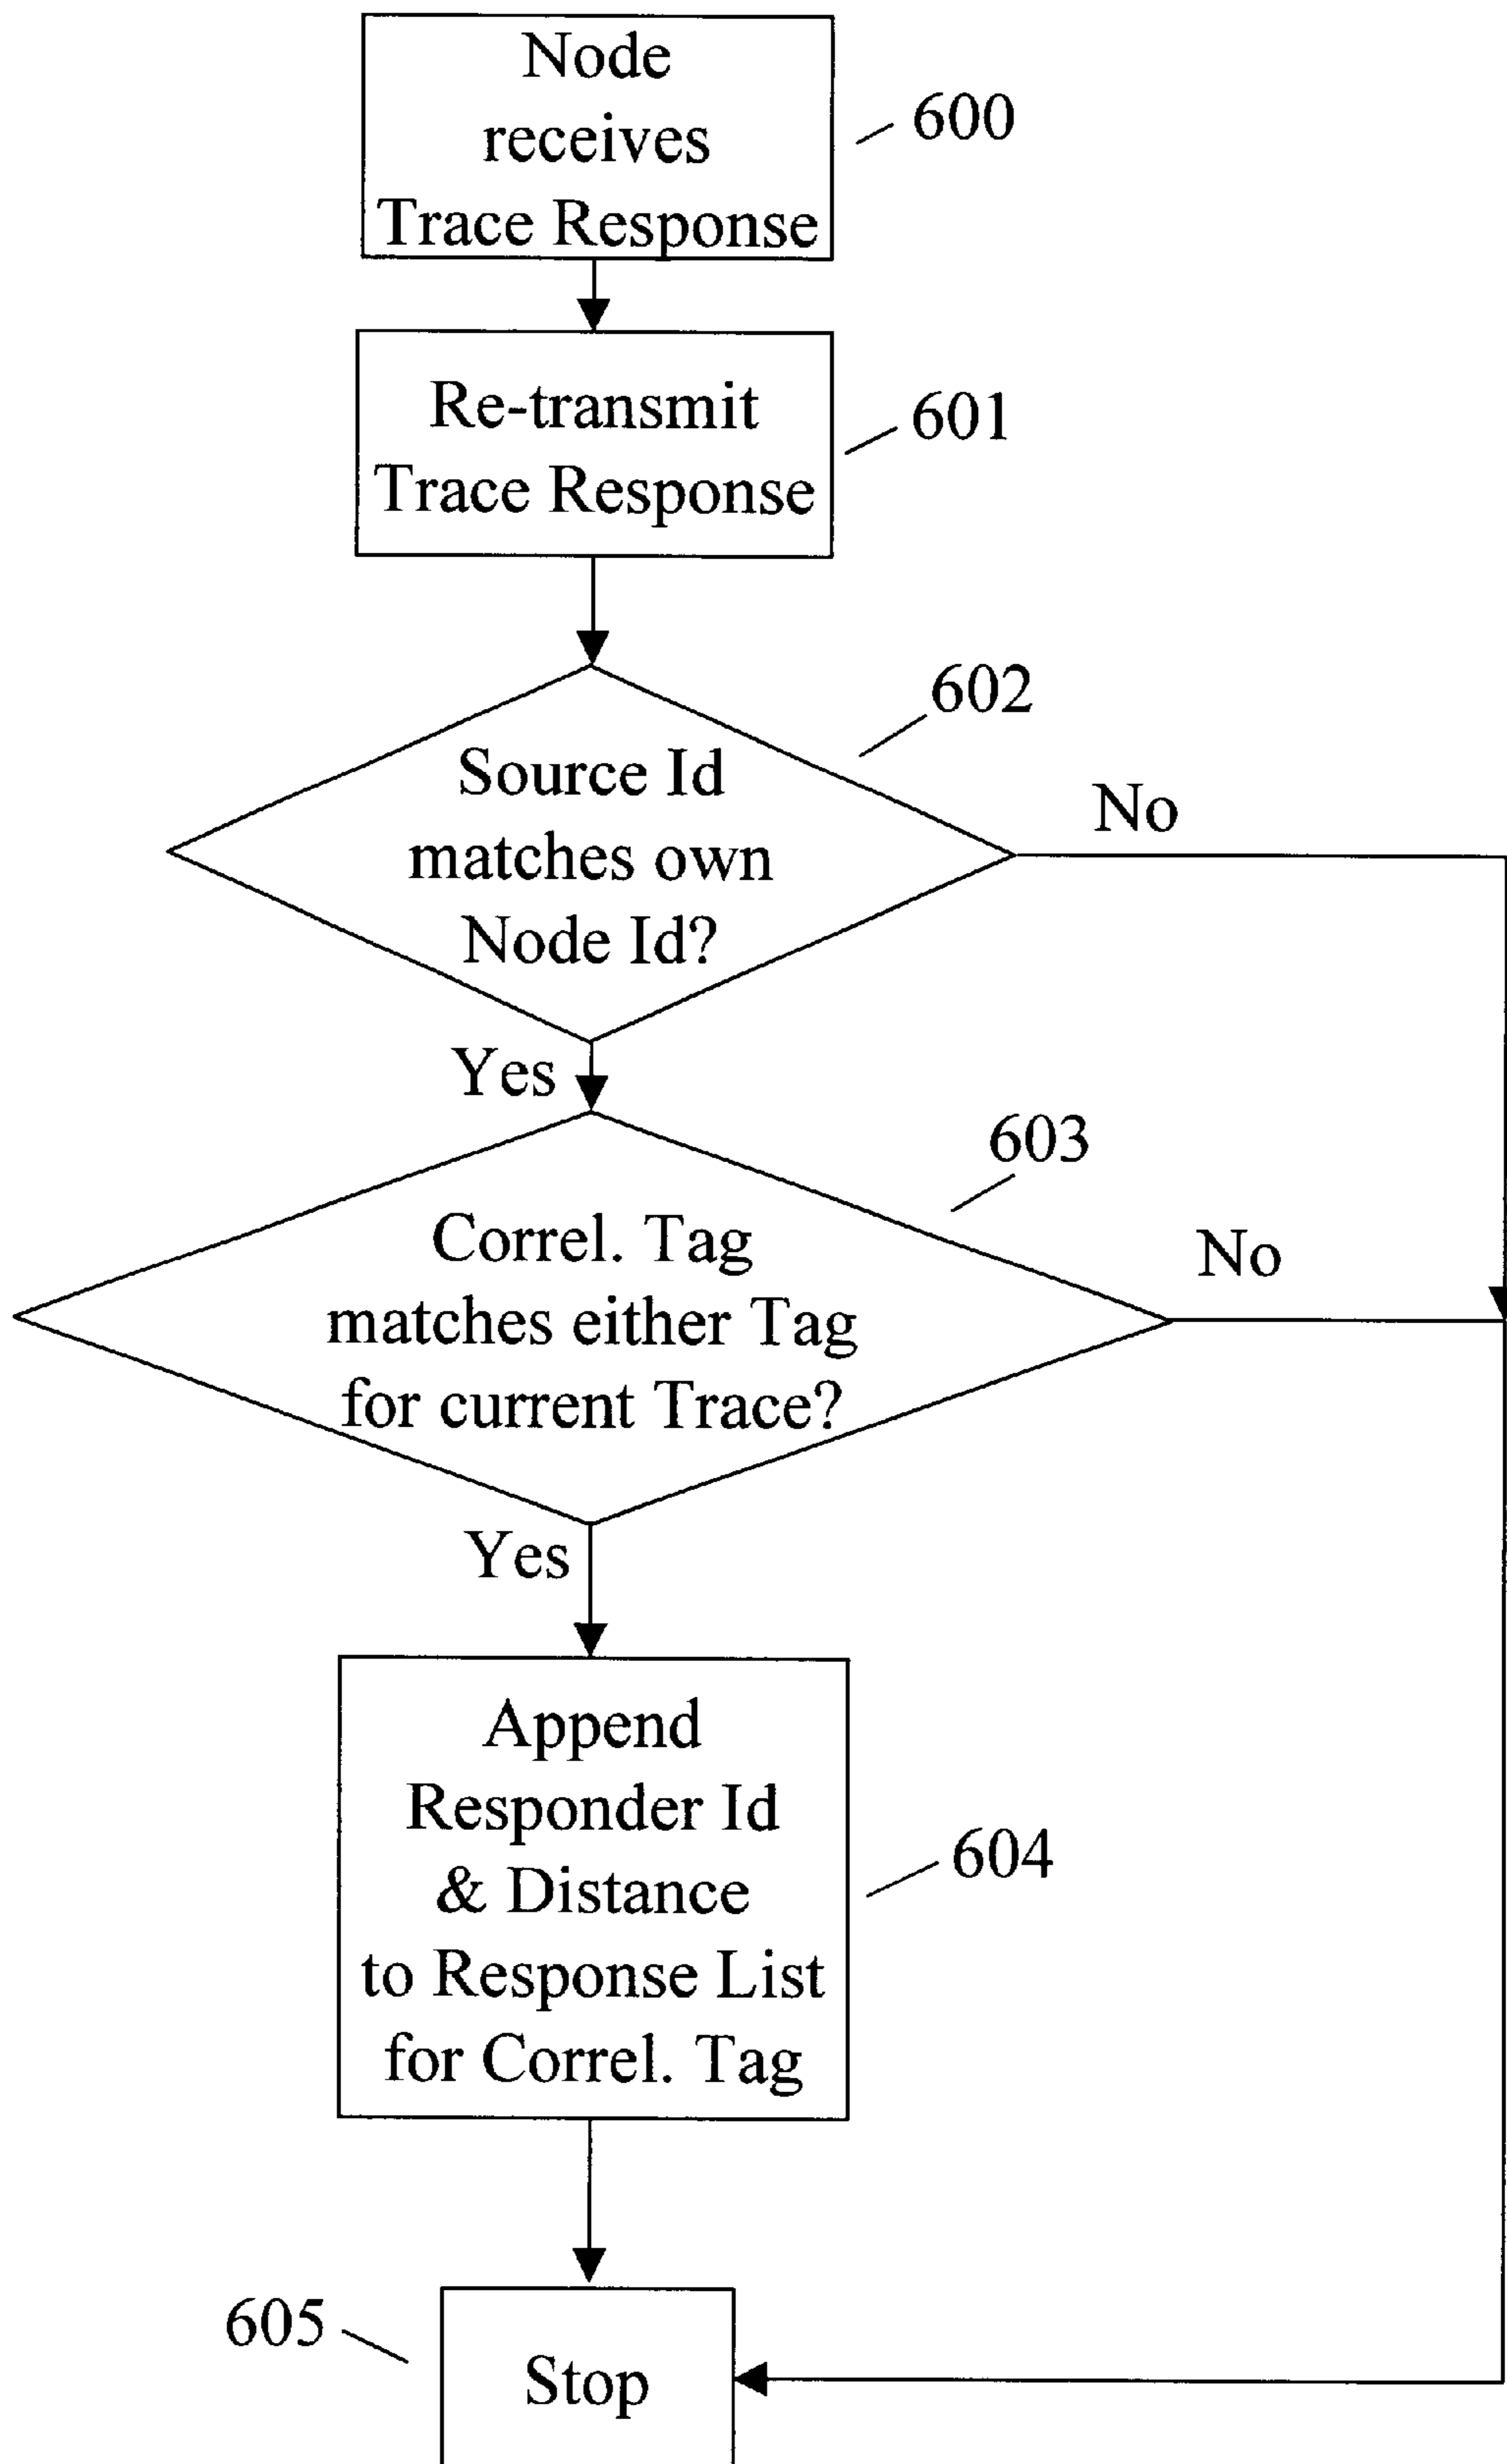 Node
receives
Trace Response
600
Re-transmit
Trace Response
601
602
Source Id
matches own
Node Id?
No
Yes
603
Correl. Tag
matches either Tag
for current Trace?
No
Yes
Append
Responder Id
& Distance
to Response List
for Correl. Tag
604
605
Stop